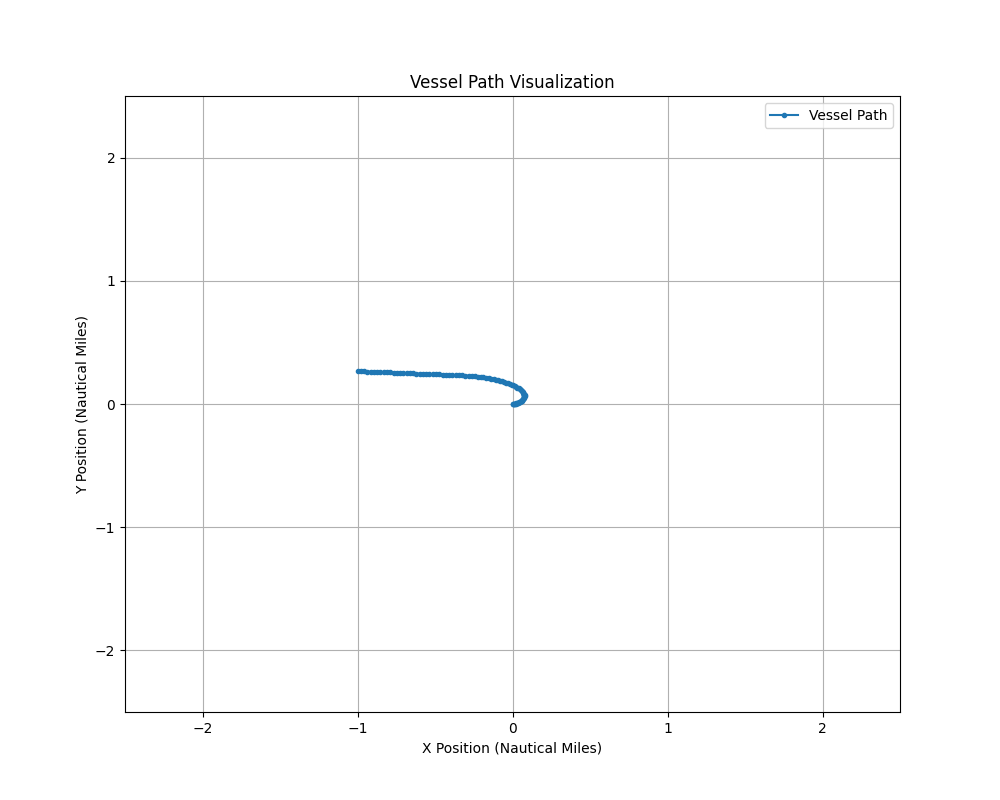 Vessel Path Visualization
Vessel Path
Y Position (Nautical Miles)
2
1
0
−1
−2
−2
−1
0
1
2
X Position (Nautical Miles)